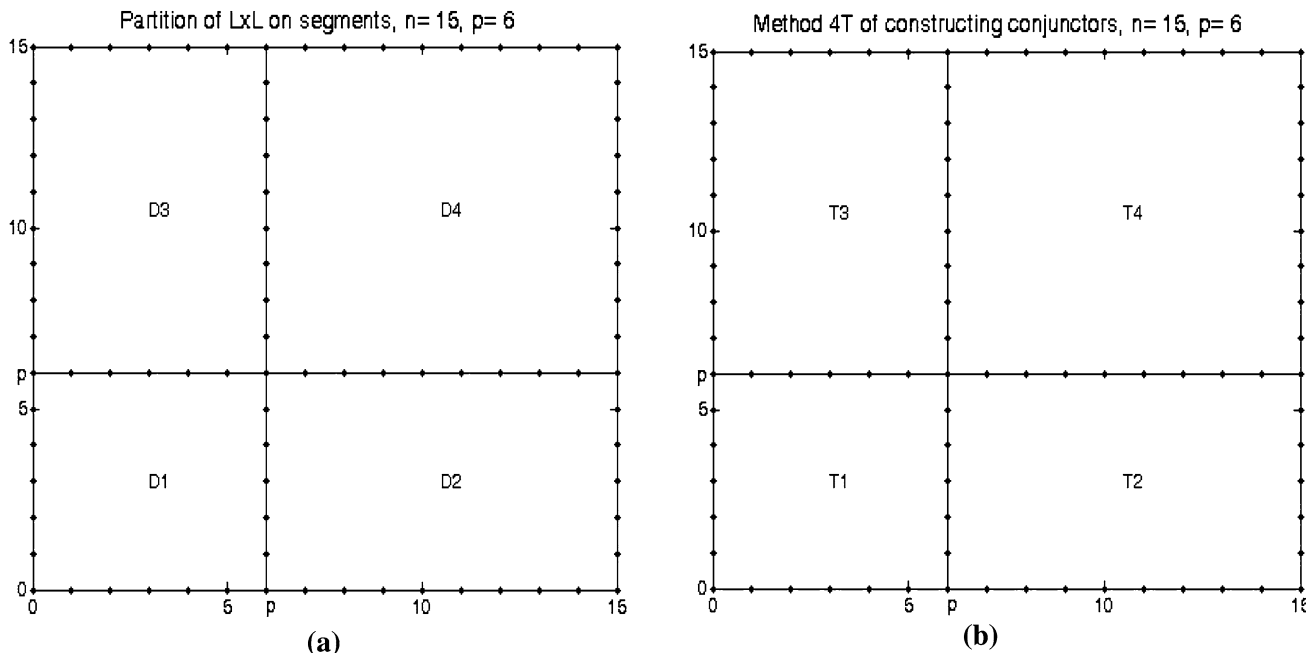 Partition of LxL on segments, n= 15, p= 6
15
D3
D4
10
p
5
D1
D2
0
0
5
p
10
15
(a)
Method 4T of constructing conjunctors, n= 15, p= 6
15
T3
T4
10
p
5
T1
T2
0
0
5
p
10
15
(b)